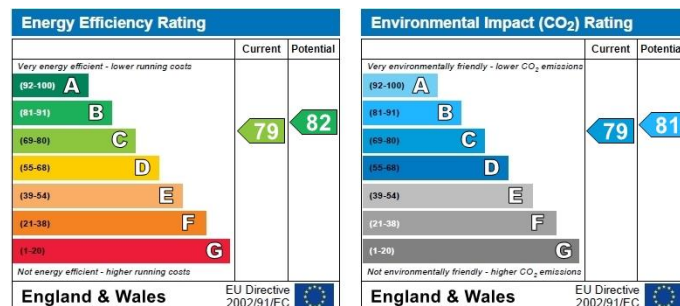 Energy Efficiency Rating
Current Potential
Very energy efficient - lower running costs
(92-100) A
(81-91) B
(69-80) C
(55-68) D
(39-54) E
(21-38) F
(1-20) G
79
82
Not energy efficient - higher running costs
England & Wales
EU Directive
2002/91/EC
Environmental Impact (CO2) Rating
Current Potential
Very environmentally friendly - lower CO2 emissions
(92-100) A
(81-91) B
(69-80) C
(55-68) D
(39-54) E
(21-38) F
(1-20) G
79
81
Not environmentally friendly - higher CO2 emissions
England & Wales
EU Directive
2002/91/EC